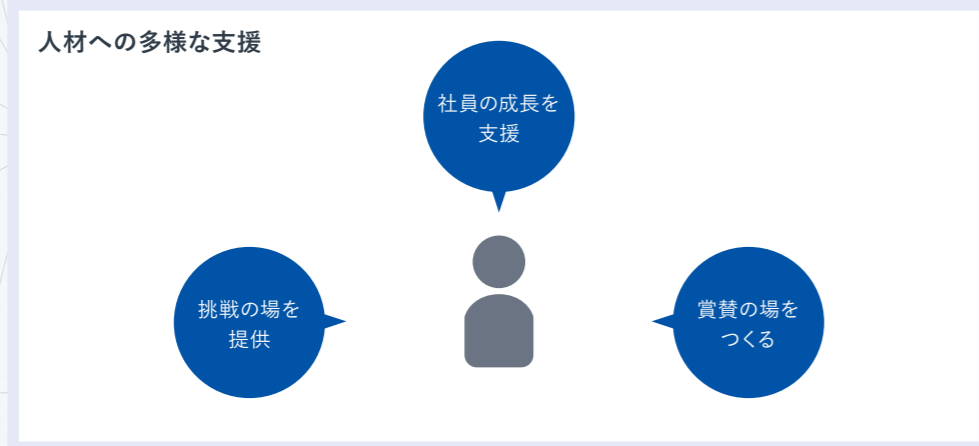 人材への多様な支援
社員の成長を
支援
挑戦の場を
提供
賞賛の場を
つくる